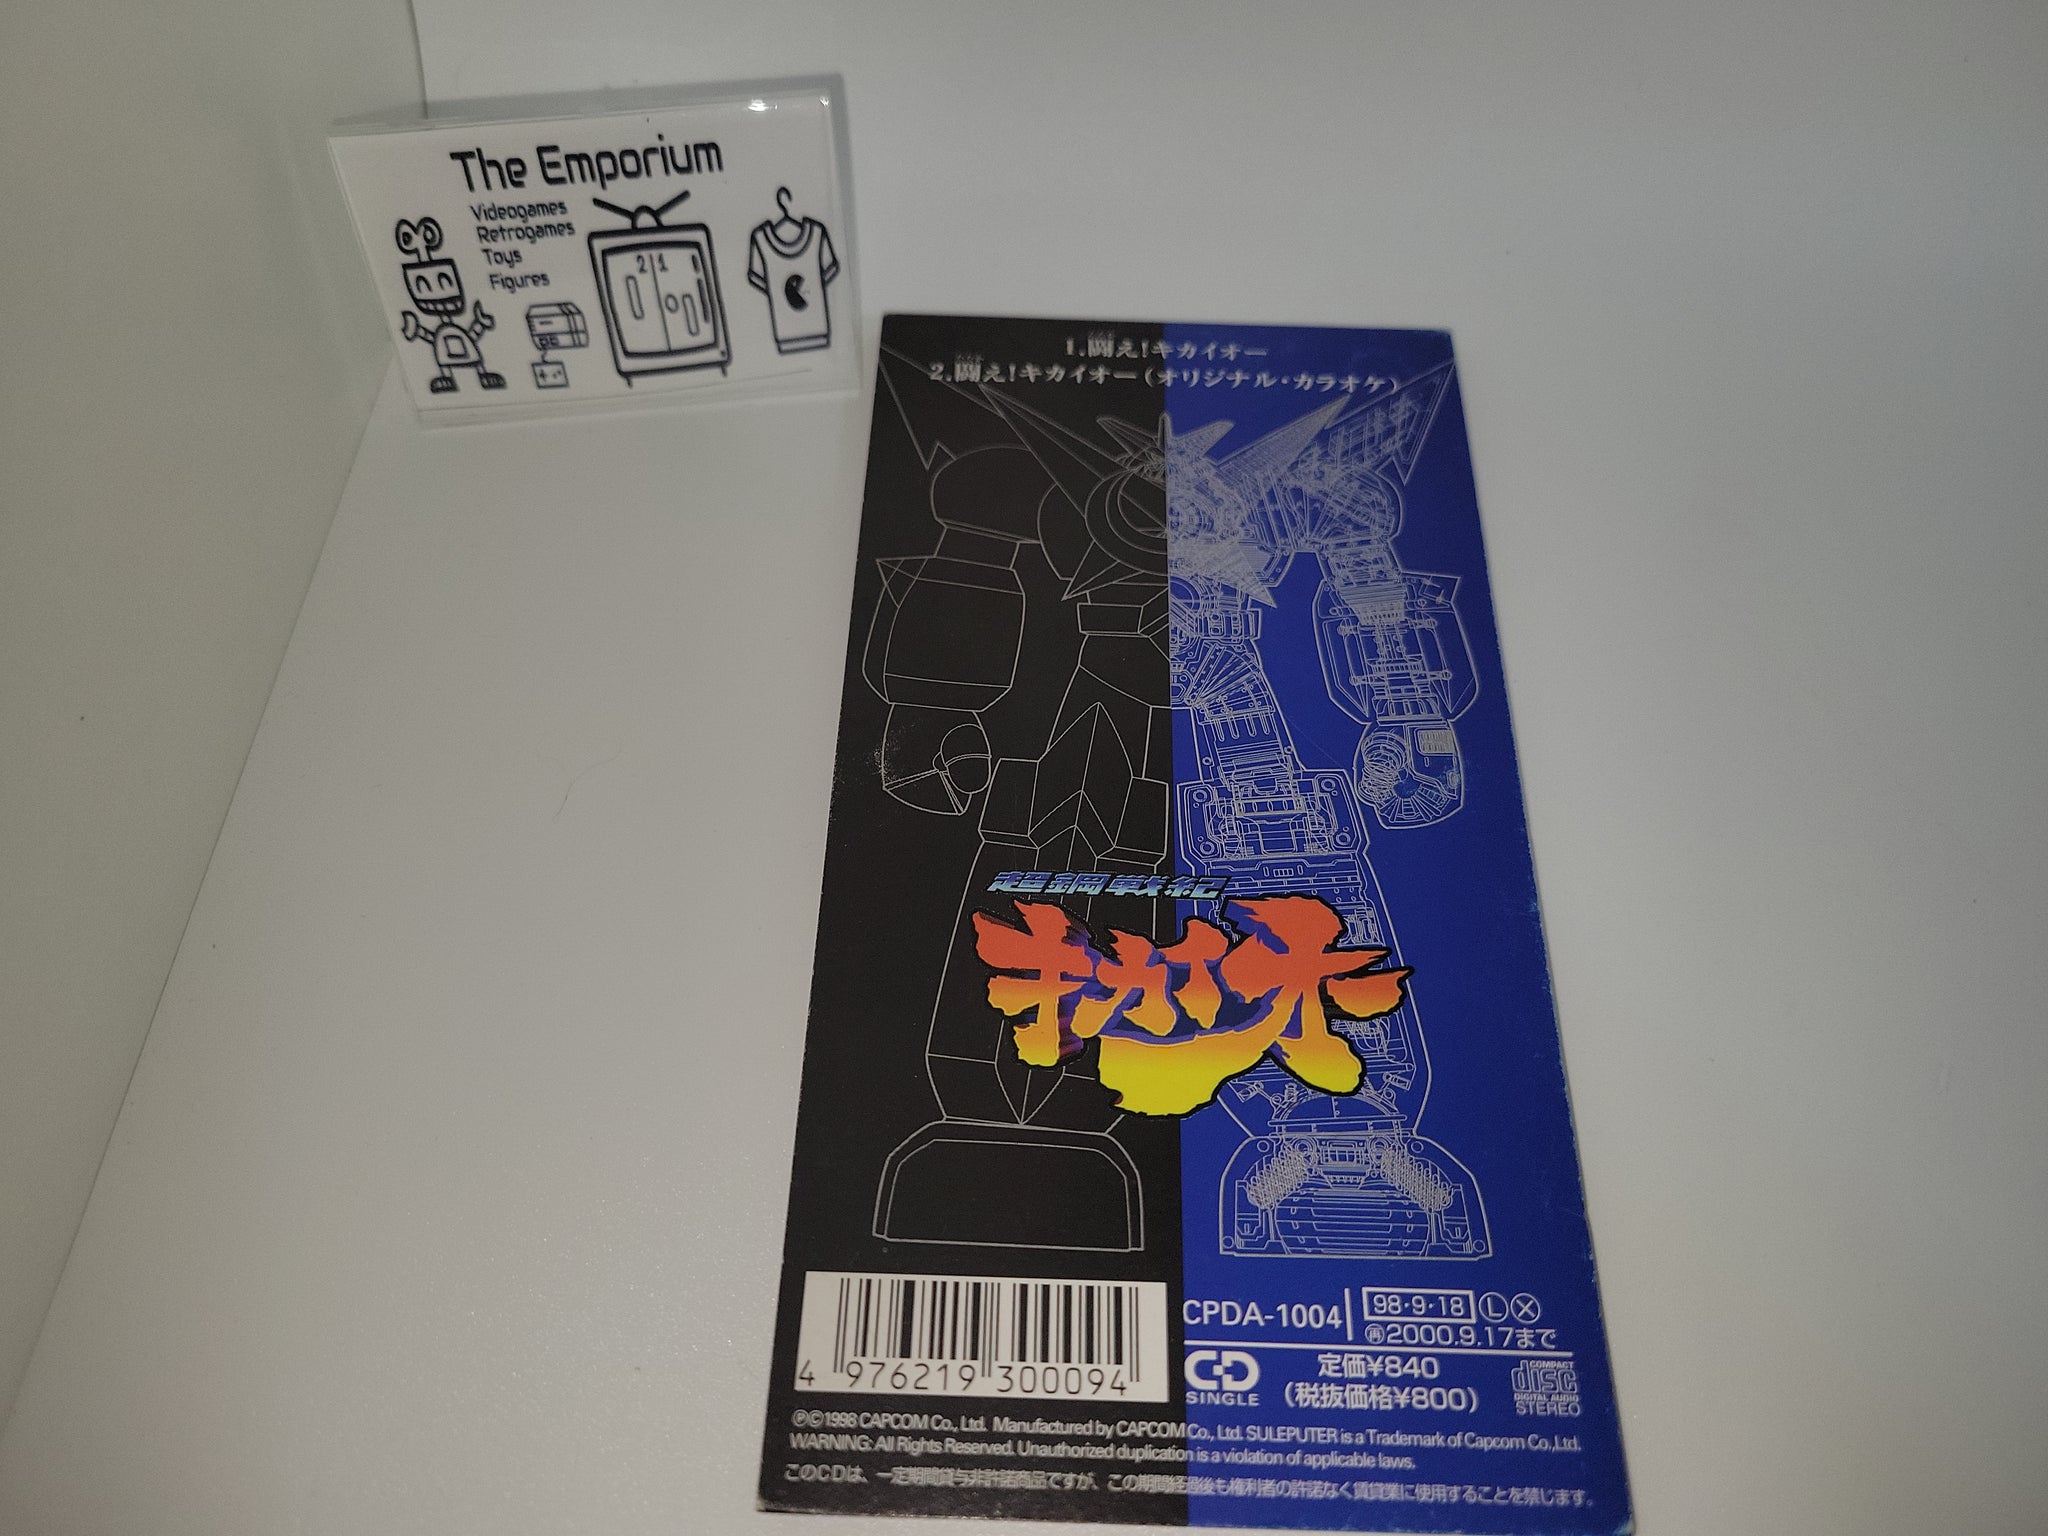 The Emporium
Videogames
Retrogames
Toys
Figures
2 1
1.闘え!キカイオー
2.闘え!キカイオー(オリジナル・カラオケ)
超鋼戦紀
キカイオー
CPDA-1004
98・9・18 Ⓛ Ⓧ
再2000.9.17まで
CD SINGLE
定価¥840
(税抜価格¥800)
COMPACT disc DIGITAL AUDIO STEREO
4 976219 300094
ⓅⒸ1998 CAPCOM Co., Ltd. Manufactured by CAPCOM Co., Ltd. SULEPUTER is a Trademark of Capcom Co.,Ltd.
WARNING: All Rights Reserved. Unauthorized duplication is a violation of applicable laws.
このCDは、一定期間貸与非許諾商品ですが、この期間経過後も権利者の許諾なく賃貸業に使用することを禁じます。